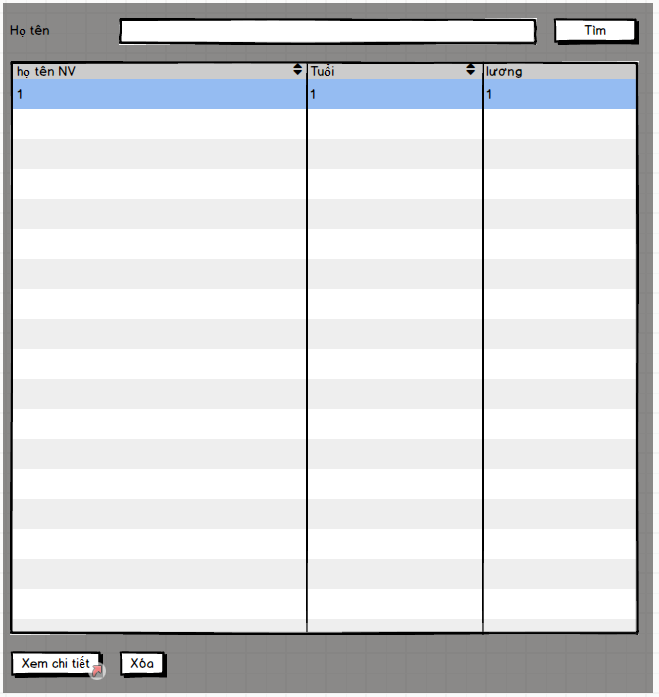 Họ tên Tìm
họ tên NV Tuổi lương
1 1 1
Xem chi tiết Xóa